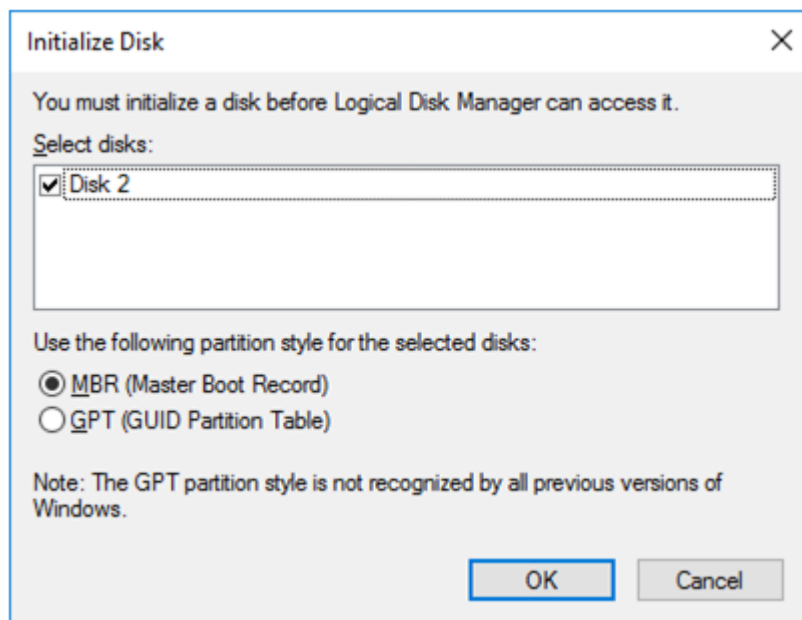 Initialize Disk
You must initialize a disk before Logical Disk Manager can access it.
Select disks:
Disk 2
Use the following partition style for the selected disks:
MBR (Master Boot Record)
GPT (GUID Partition Table)
Note: The GPT partition style is not recognized by all previous versions of
Windows.
OK
Cancel